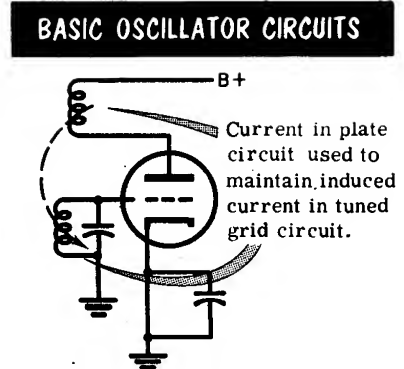 BASIC OSCILLATOR CIRCUITS
B+
Current in plate
circuit used to
maintain induced
current in tuned
grid circuit.